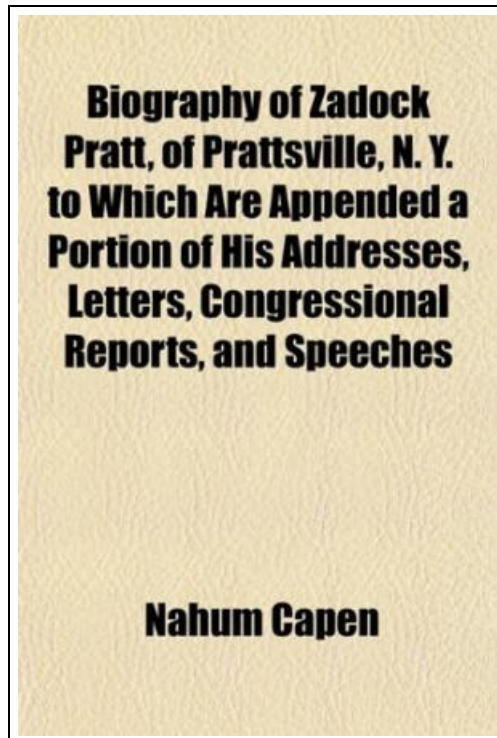 Biography of Zadock
Pratt, of Prattsville, N. Y.
to Which Are Appended a
Portion of His Addresses,
Letters, Congressional
Reports, and Speeches
Nahum Capen